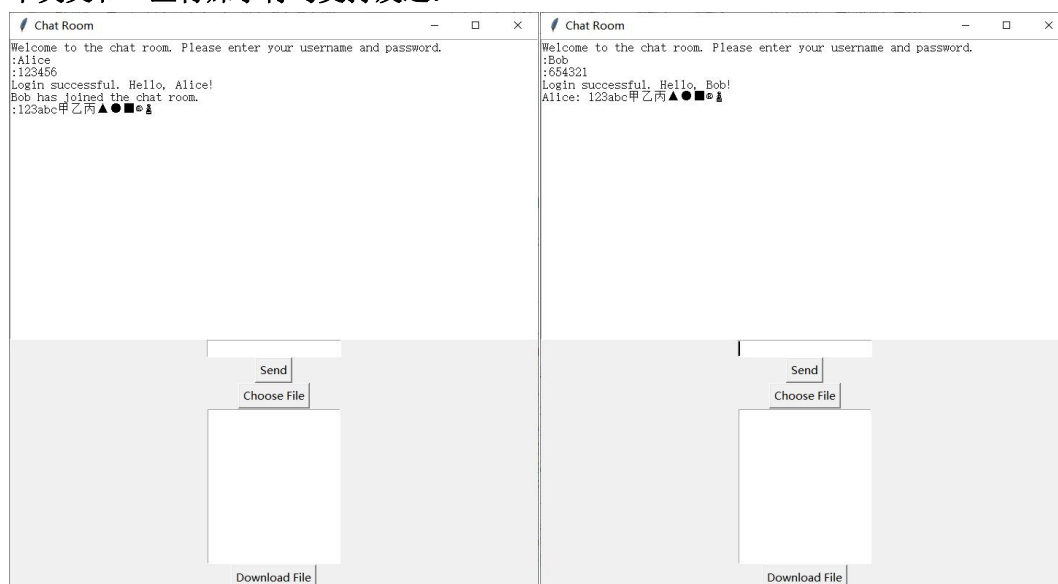 Chat Room
Welcome to the chat room. Please enter your username and password.
:Alice
:123456
Login successful. Hello, Alice!
Bob has joined the chat room.
:123abc甲乙丙▲●■
Send
Choose File
Download File
Chat Room
Welcome to the chat room. Please enter your username and password.
:Bob
:654321
Login successful. Hello, Bob!
Alice: 123abc甲乙丙▲●■
Send
Choose File
Download File